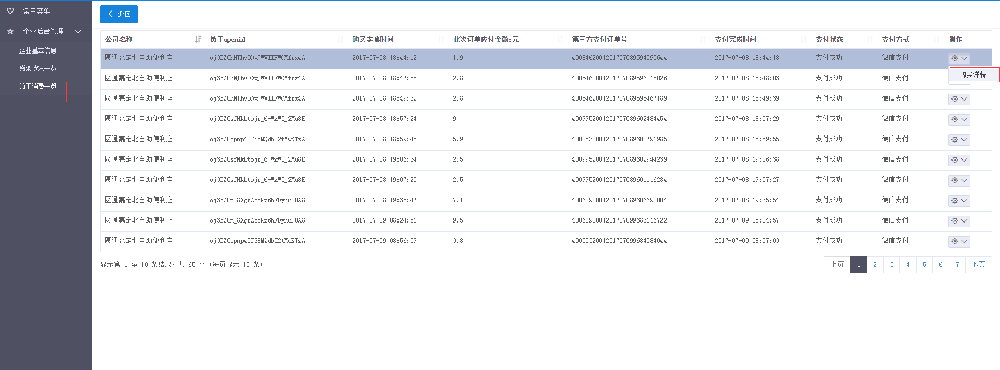 常用菜单
企业后台管理
企业基本信息
货架状况一览
员工消费一览
返回
公司名称 员工openid 购买零食时间 此次订单应付金额:元 第三方支付订单号 支付完成时间 支付状态 支付方式 操作
圆通嘉定北自助便利店 oj3BZ0hNJhvIOvJWVIIFWOMfrx4A 2017-07-08 18:44:12 1.9 4008462001201707089594095644 2017-07-08 18:44:18 支付成功 微信支付
购买详情
圆通嘉定北自助便利店 oj3BZ0hNJhvIOvJWVIIFWOMfrx4A 2017-07-08 18:47:58 2.8 4008462001201707089596018026 2017-07-08 18:48:03 支付成功 微信支付
圆通嘉定北自助便利店 oj3BZ0hNJhvIOvJWVIIFWOMfrx4A 2017-07-08 18:49:32 2.8 4008462001201707089598467189 2017-07-08 18:49:39 支付成功 微信支付
圆通嘉定北自助便利店 oj3BZ0sfNkLtojr_6-WxWT_2Mu8E 2017-07-08 18:57:24 9 4009952001201707089602484454 2017-07-08 18:57:29 支付成功 微信支付
圆通嘉定北自助便利店 oj3BZ0opnp40TS8MQdbI2tMwKTzA 2017-07-08 18:59:48 5.9 4000532001201707089600791985 2017-07-08 18:59:55 支付成功 微信支付
圆通嘉定北自助便利店 oj3BZ0sfNkLtojr_6-WxWT_2Mu8E 2017-07-08 19:06:34 2.5 4009952001201707089602944239 2017-07-08 19:06:38 支付成功 微信支付
圆通嘉定北自助便利店 oj3BZ0sfNkLtojr_6-WxWT_2Mu8E 2017-07-08 19:07:23 2.5 4009952001201707089601116284 2017-07-08 19:07:27 支付成功 微信支付
圆通嘉定北自助便利店 oj3BZ0m_8XgrZbYKz6hFDynuP0A8 2017-07-08 19:35:47 7.1 4006292001201707089606692004 2017-07-08 19:35:54 支付成功 微信支付
圆通嘉定北自助便利店 oj3BZ0m_8XgrZbYKz6hFDynuP0A8 2017-07-09 08:24:51 9.5 4006292001201707099683116722 2017-07-09 08:24:57 支付成功 微信支付
圆通嘉定北自助便利店 oj3BZ0opnp40TS8MQdbI2tMwKTzA 2017-07-09 08:56:59 3.8 4000532001201707099684084044 2017-07-09 08:57:03 支付成功 微信支付
显示第 1 至 10 条结果，共 65 条 (每页显示 10 条)
上页 1 2 3 4 5 6 7 下页